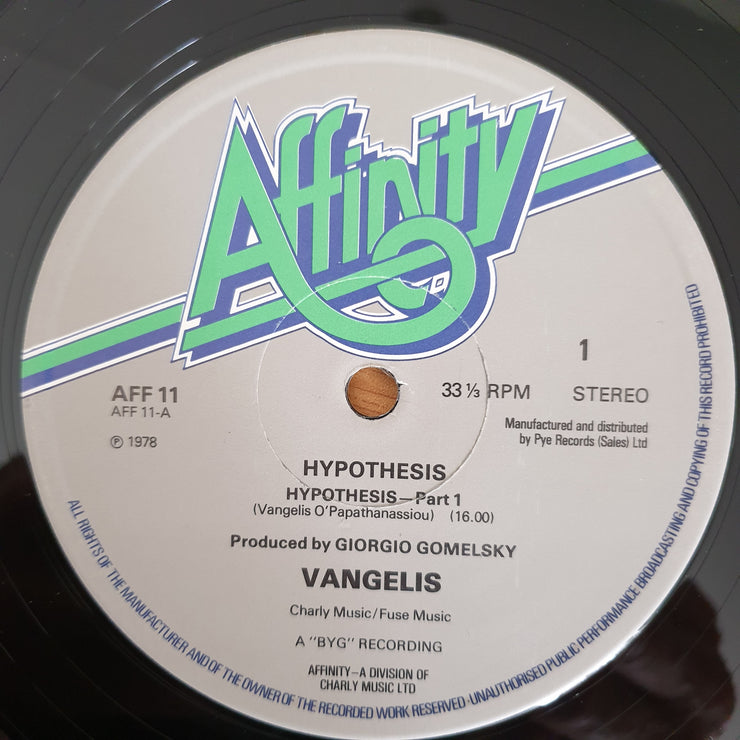 Affinity
1
AFF 11
33 ⅓ RPM STEREO
AFF 11-A
℗ 1978
Manufactured and distributed
by Pye Records (Sales) Ltd
HYPOTHESIS
HYPOTHESIS—Part 1
(Vangelis O'Papathanassiou) (16.00)
Produced by GIORGIO GOMELSKY
VANGELIS
Charly Music/Fuse Music
A "BYG" RECORDING
AFFINITY—A DIVISION OF
CHARLY MUSIC LTD
ALL RIGHTS OF THE MANUFACTURER AND OF THE OWNER OF THE RECORDED WORK RESERVED·UNAUTHORISED PUBLIC PERFORMANCE BROADCASTING AND COPYING OF THIS RECORD PROHIBITED